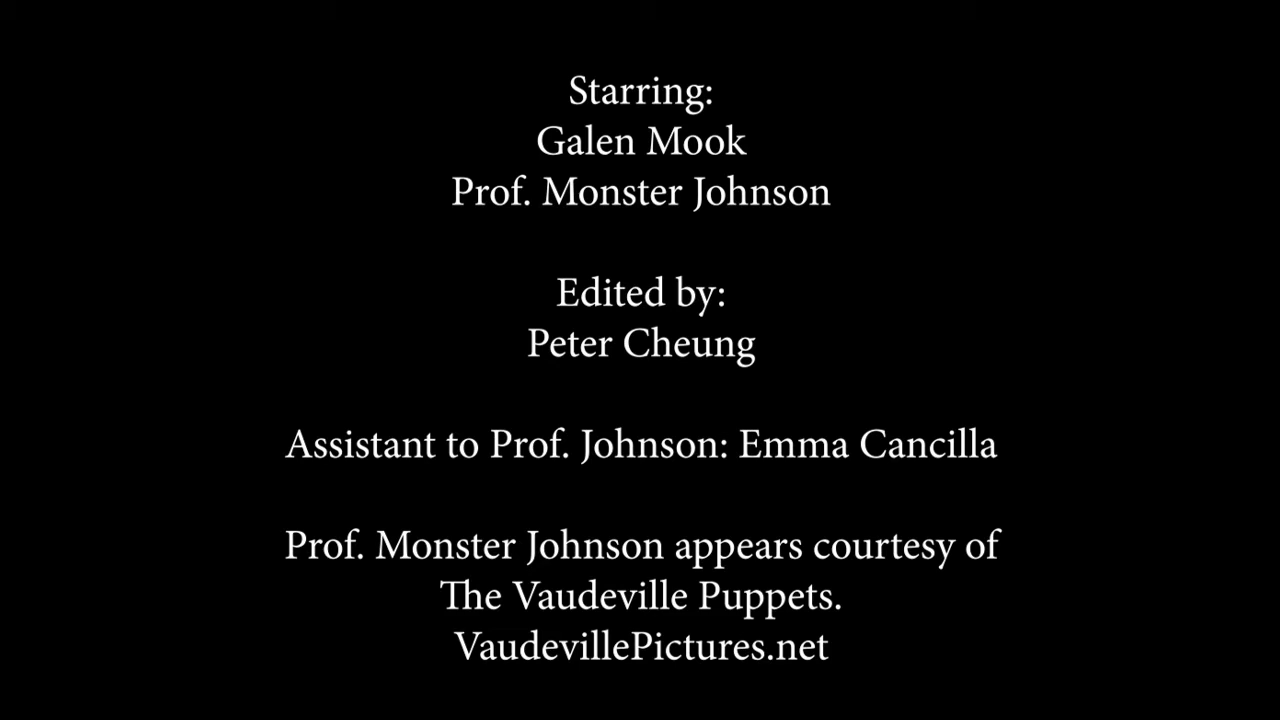 Starring:
Galen Mook
Prof. Monster Johnson
Edited by:
Peter Cheung
Assistant to Prof. Johnson: Emma Cancilla
Prof. Monster Johnson appears courtesy of
The Vaudeville Puppets.
VaudevillePictures.net